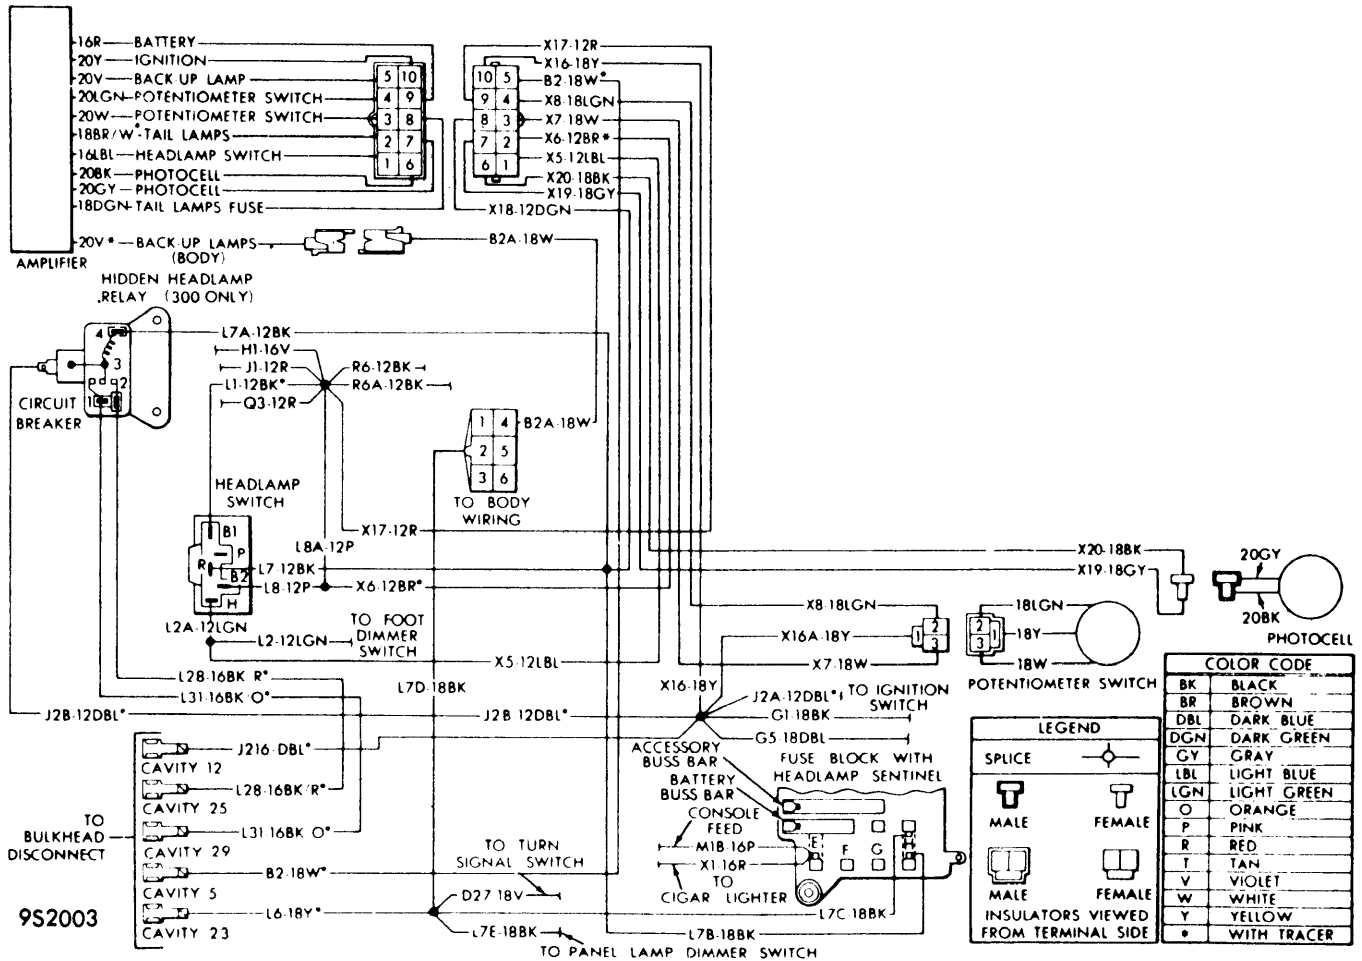 16R BATTERY
20Y IGNITION
20V BACK-UP LAMP
20LGN POTENTIOMETER SWITCH
20W POTENTIOMETER SWITCH
18BR/W* TAIL LAMPS
16LBL HEADLAMP SWITCH
20BK PHOTOCELL
20GY PHOTOCELL
18DGN TAIL LAMPS FUSE
20V* BACK-UP LAMPS
(BODY)
AMPLIFIER
5 10
4 9
3 8
2 7
1 6
10 5
9 4
8 3
7 2
6 1
X17-12R
X16-18Y
B2-18W*
X8-18LGN
X7-18W
X6-12BR*
X5-12LBL
X20-18BK
X19-18GY
X18-12DGN
B2A-18W
HIDDEN HEADLAMP
RELAY (300 ONLY)
4
3
2
1
CIRCUIT
BREAKER
L7A-12BK
H1-16V
J1-12R
L1-12BK*
Q3-12R
R6-12BK
R6A-12BK
1 4
2 5
3 6
B2A-18W
TO BODY
WIRING
HEADLAMP
SWITCH
B1
P
R
B2
H
X17-12R
L8A-12P
L7-12BK
L8-12P
X6-12BR*
L2A-12LGN
L2-12LGN
TO FOOT
DIMMER
SWITCH
X5-12LBL
L28-16BK R*
L31-16BK O*
L7D-18BK
J2B-12DBL*
J2B-12DBL*
X16-18Y
J2A-12DBL*
TO IGNITION
SWITCH
G1-18BK
G5-18DBL
X20-18BK
X19-18GY
20GY
20BK
PHOTOCELL
X8-18LGN
X16A-18Y
X7-18W
1 2
3
2 1
3
18LGN
18Y
18W
POTENTIOMETER SWITCH
TO
BULKHEAD
DISCONNECT
J216-DBL*
CAVITY 12
L28-16BK/R*
CAVITY 25
L31-16BK O*
CAVITY 29
B2-18W*
CAVITY 5
L6-18Y*
CAVITY 23
9S2003
TO TURN
SIGNAL SWITCH
D27 18V
L7E-18BK
TO PANEL LAMP DIMMER SWITCH
ACCESSORY
BUSS BAR
BATTERY
BUSS BAR
CONSOLE
FEED
M1B-16P
X1-16R
TO
CIGAR LIGHTER
FUSE BLOCK WITH
HEADLAMP SENTINEL
E
F
G
H
L7C-18BK
L7B-18BK
LEGEND
SPLICE
MALE
FEMALE
MALE
FEMALE
INSULATORS VIEWED
FROM TERMINAL SIDE
COLOR CODE
BK BLACK
BR BROWN
DBL DARK BLUE
DGN DARK GREEN
GY GRAY
LBL LIGHT BLUE
LGN LIGHT GREEN
O ORANGE
P PINK
R RED
T TAN
V VIOLET
W WHITE
Y YELLOW
* WITH TRACER